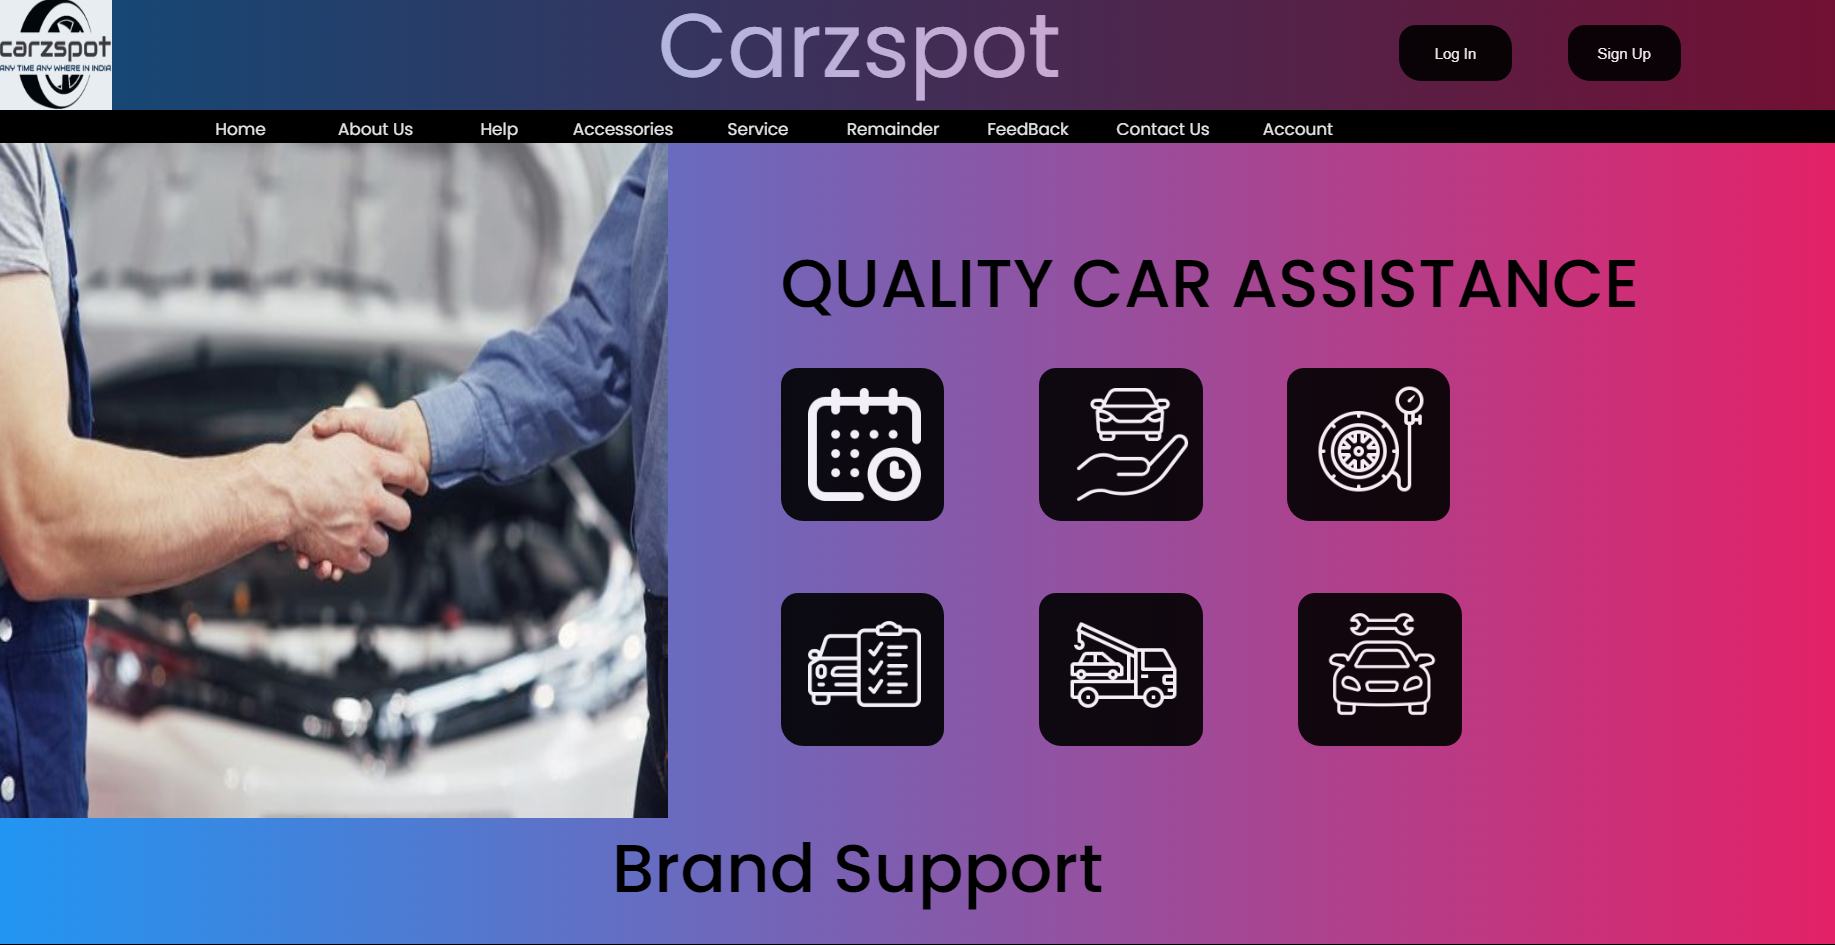 carzspot
ANY TIME ANY WHERE IN INDIA
Carzspot
Log In
Sign Up
Home
About Us
Help
Accessories
Service
Remainder
FeedBack
Contact Us
Account
QUALITY CAR ASSISTANCE
Brand Support